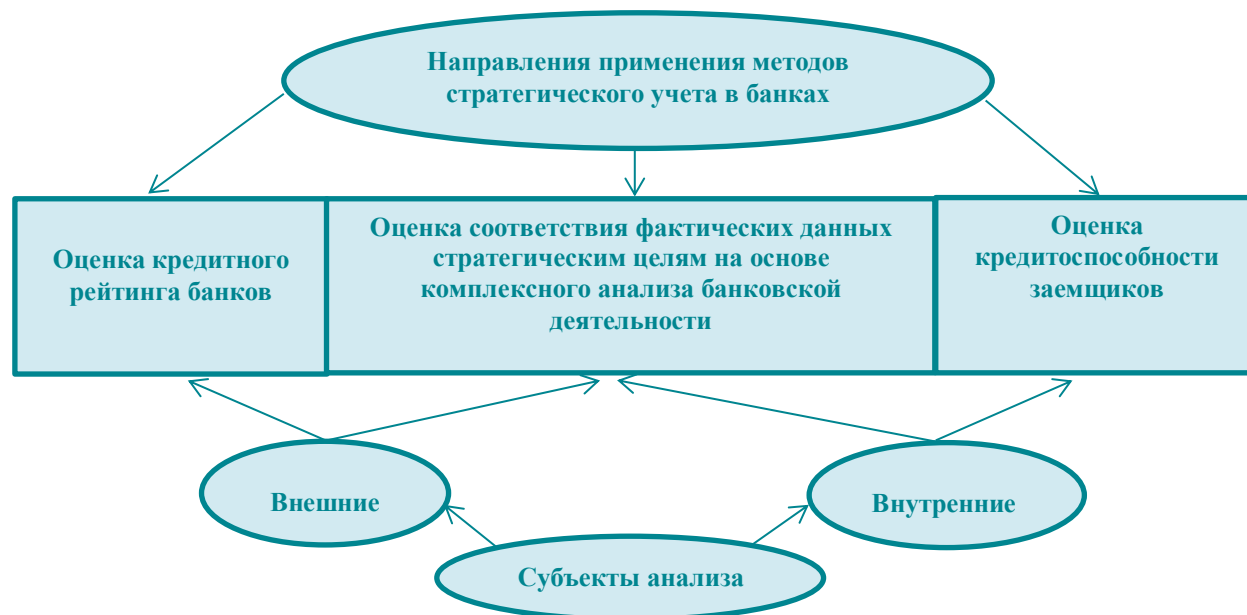 Направления применения методов
стратегического учета в банках
Оценка кредитного
рейтинга банков
Оценка соответствия фактических данных
стратегическим целям на основе
комплексного анализа банковской
деятельности
Оценка
кредитоспособности
заемщиков
Внешние
Внутренние
Субъекты анализа